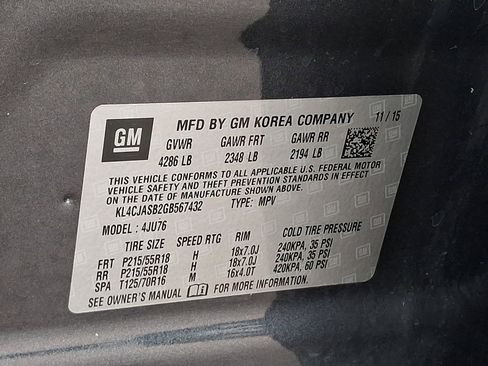 GM
MFD BY GM KOREA COMPANY 11 / 15
GVWR GAWR FRT GAWR RR
4286 LB 2348 LB 2194 LB
THIS VEHICLE CONFORMS TO ALL APPLICABLE U.S. FEDERAL MOTOR
VEHICLE SAFETY AND THEFT PREVENTION STANDARDS IN EFFECT ON THE
DATE OF MANUFACTURE SHOWN ABOVE.
KL4CJASB2GB567432 TYPE: MPV
MODEL : 4JU76
TIRE SIZE SPEED RTG RIM COLD TIRE PRESSURE
FRT P215/55R18 H 18x7.0J 240KPA, 35 PSI
RR P215/55R18 H 18x7.0J 240KPA, 35 PSI
SPA T125/70R16 M 16x4.0T 420KPA, 60 PSI
SEE OWNER'S MANUAL FOR MORE INFORMATION.